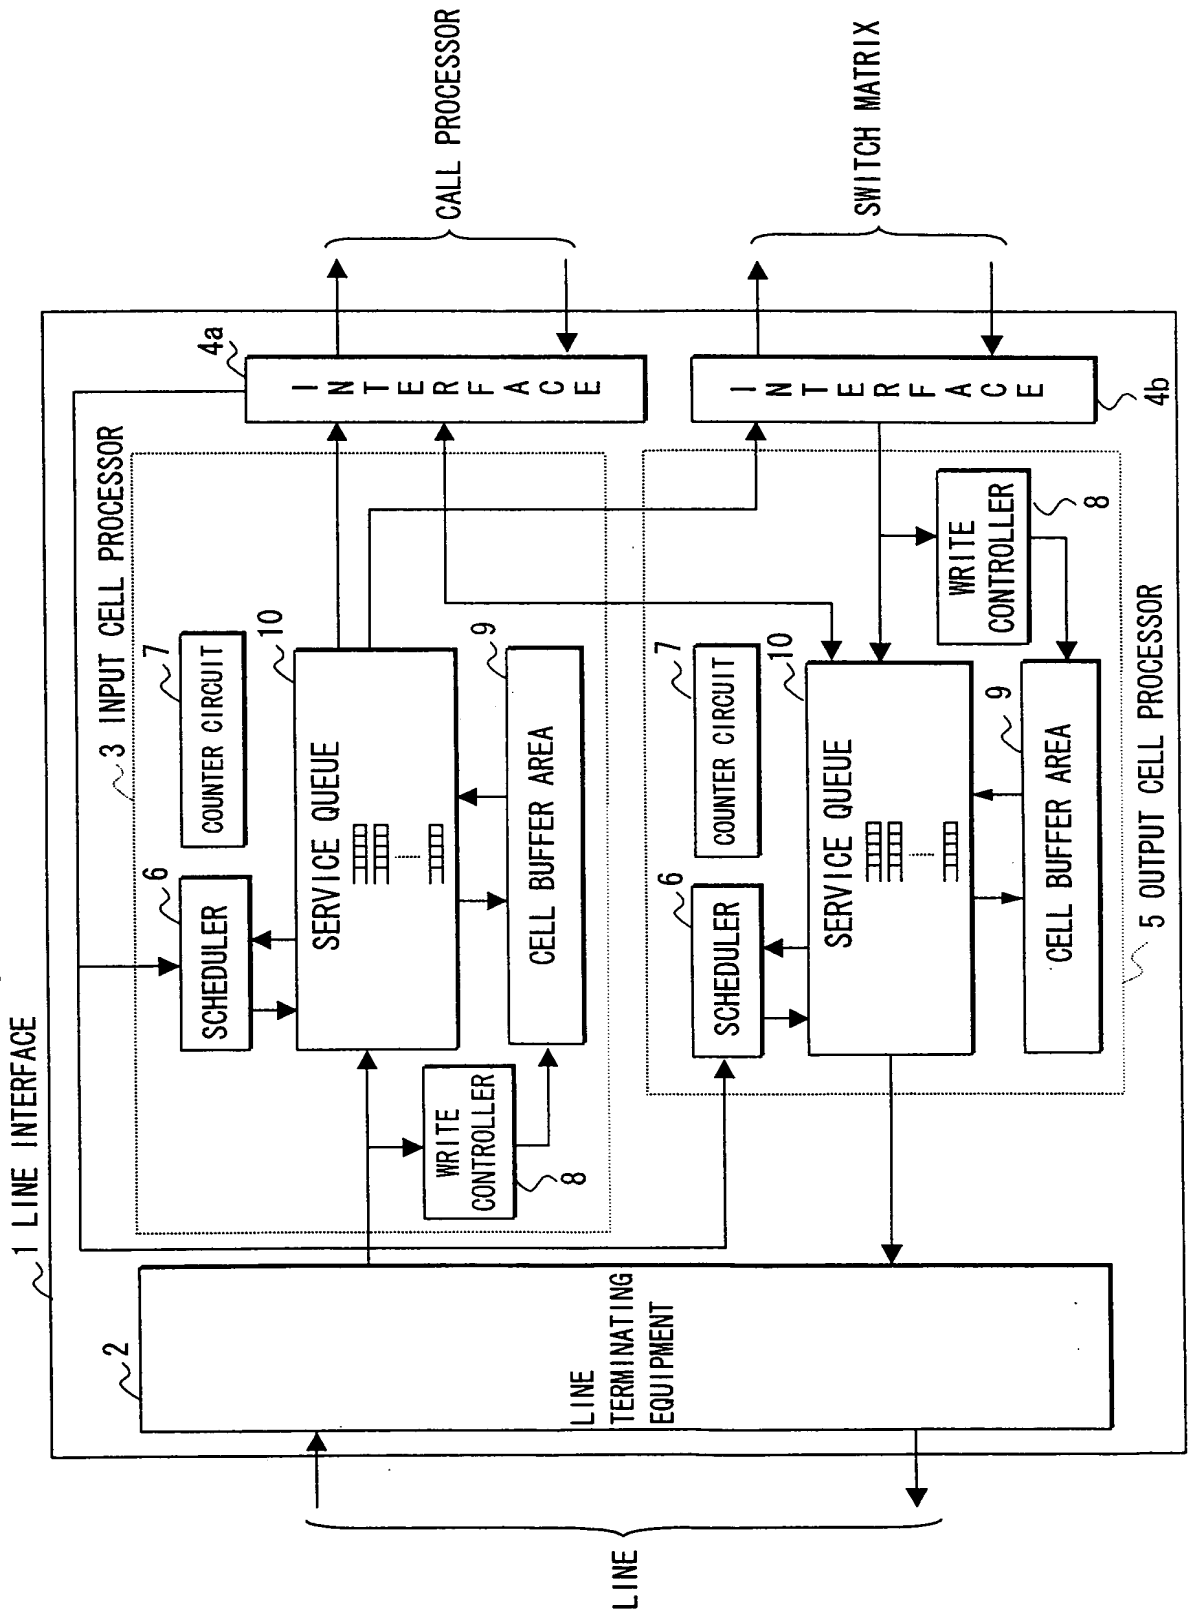 1 LINE INTERFACE
2
LINE
TERMINATING
EQUIPMENT
LINE
3 INPUT CELL PROCESSOR
6
SCHEDULER
7
COUNTER CIRCUIT
10
SERVICE QUEUE
9
CELL BUFFER AREA
WRITE
CONTROLLER
8
4a
INTERFACE
CALL PROCESSOR
6
SCHEDULER
7
COUNTER CIRCUIT
10
SERVICE QUEUE
9
CELL BUFFER AREA
WRITE
CONTROLLER
8
5 OUTPUT CELL PROCESSOR
INTERFACE
4b
SWITCH MATRIX